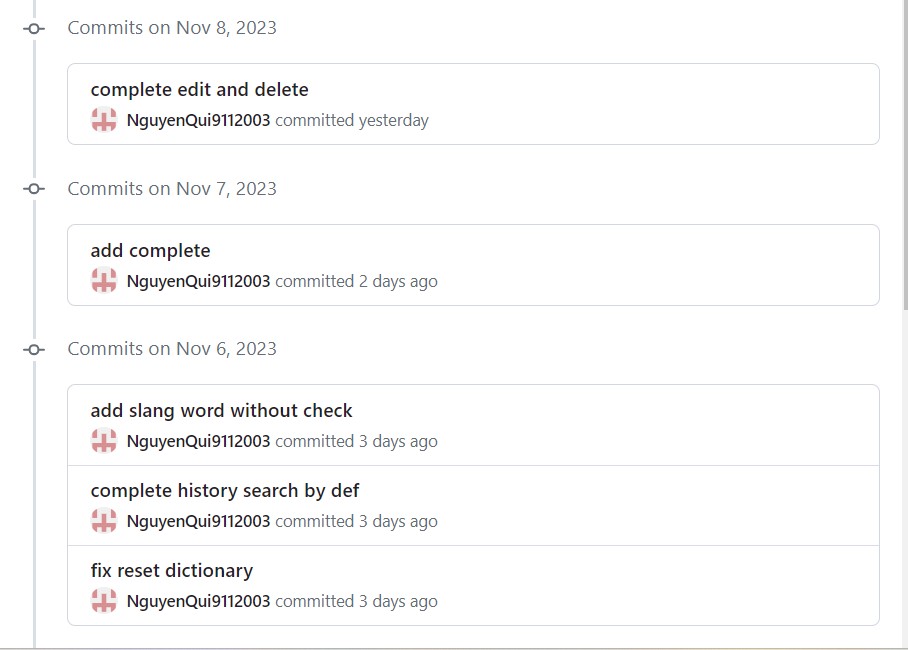 Commits on Nov 8, 2023
complete edit and delete
NguyenQui9112003 committed yesterday
Commits on Nov 7, 2023
add complete
NguyenQui9112003 committed 2 days ago
Commits on Nov 6, 2023
add slang word without check
NguyenQui9112003 committed 3 days ago
complete history search by def
NguyenQui9112003 committed 3 days ago
fix reset dictionary
NguyenQui9112003 committed 3 days ago